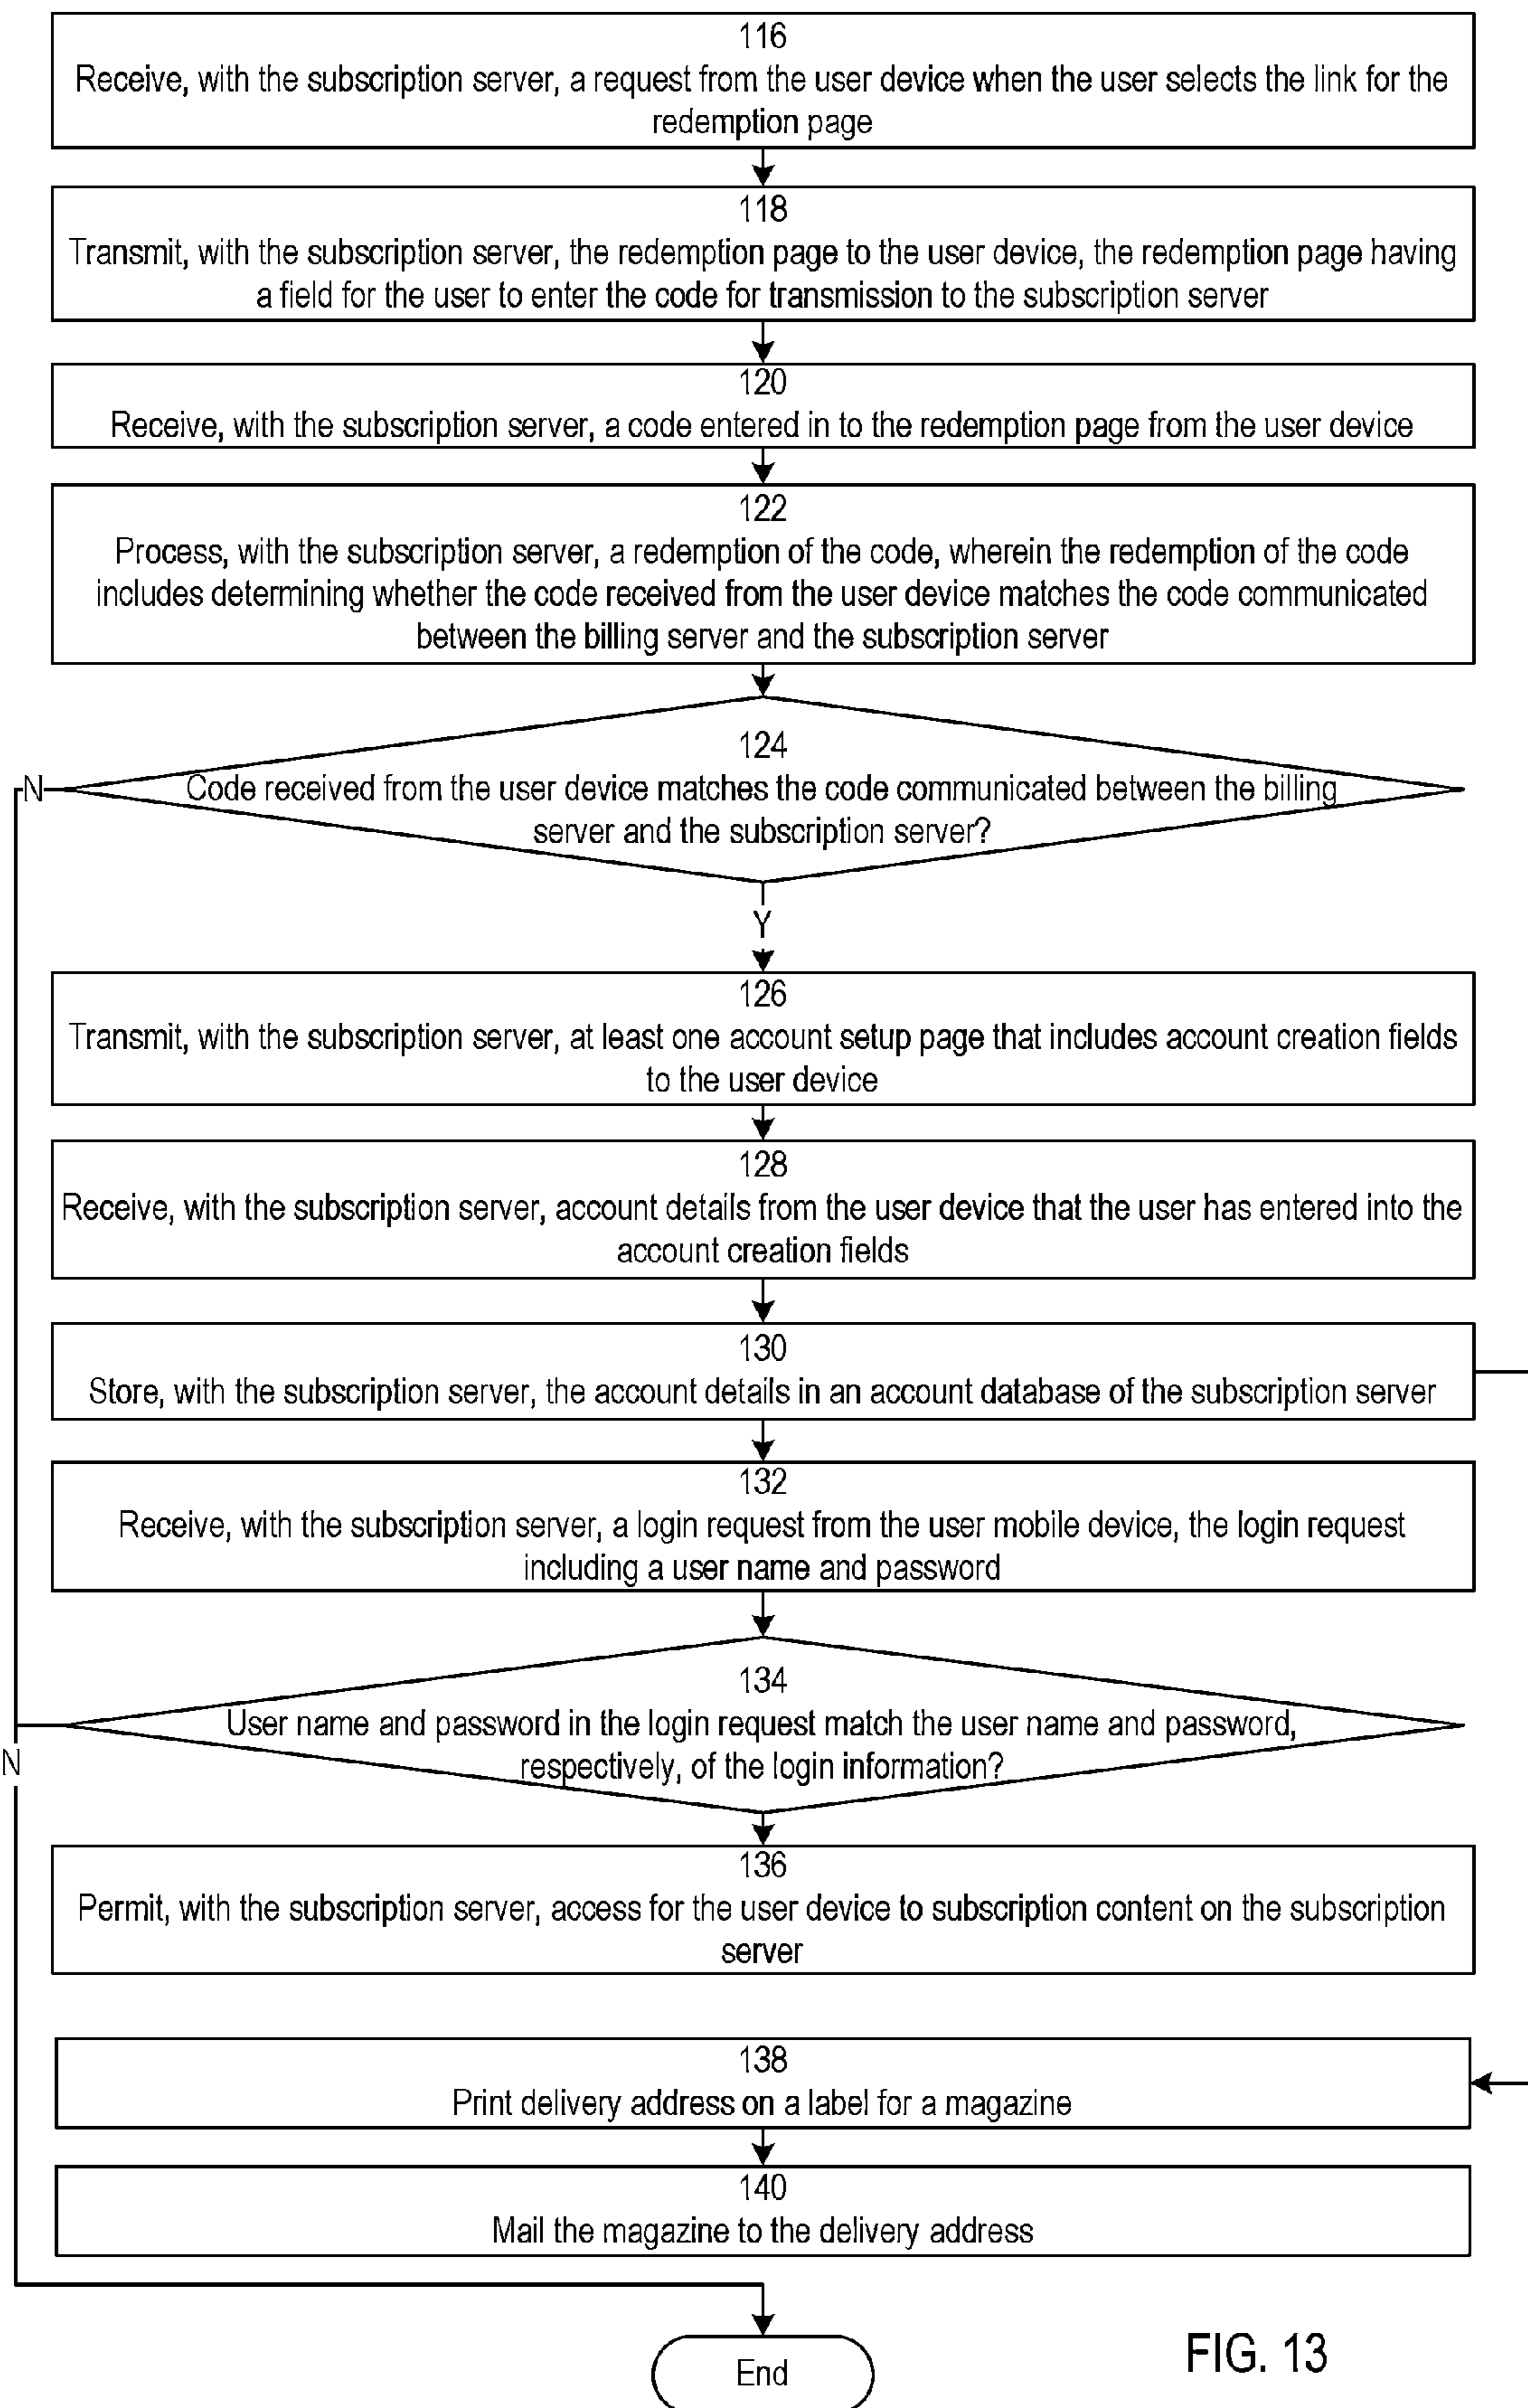 116
Receive, with the subscription server, a request from the user device when the user selects the link for the
redemption page
118
Transmit, with the subscription server, the redemption page to the user device, the redemption page having
a field for the user to enter the code for transmission to the subscription server
120
Receive, with the subscription server, a code entered in to the redemption page from the user device
122
Process, with the subscription server, a redemption of the code, wherein the redemption of the code
includes determining whether the code received from the user device matches the code communicated
between the billing server and the subscription server
124
N
Code received from the user device matches the code communicated between the billing
server and the subscription server?
Y
126
Transmit, with the subscription server, at least one account setup page that includes account creation fields
to the user device
128
Receive, with the subscription server, account details from the user device that the user has entered into the
account creation fields
130
Store, with the subscription server, the account details in an account database of the subscription server
132
Receive, with the subscription server, a login request from the user mobile device, the login request
including a user name and password
134
User name and password in the login request match the user name and password,
respectively, of the login information?
N
136
Permit, with the subscription server, access for the user device to subscription content on the subscription
server
138
Print delivery address on a label for a magazine
140
Mail the magazine to the delivery address
End
FIG. 13